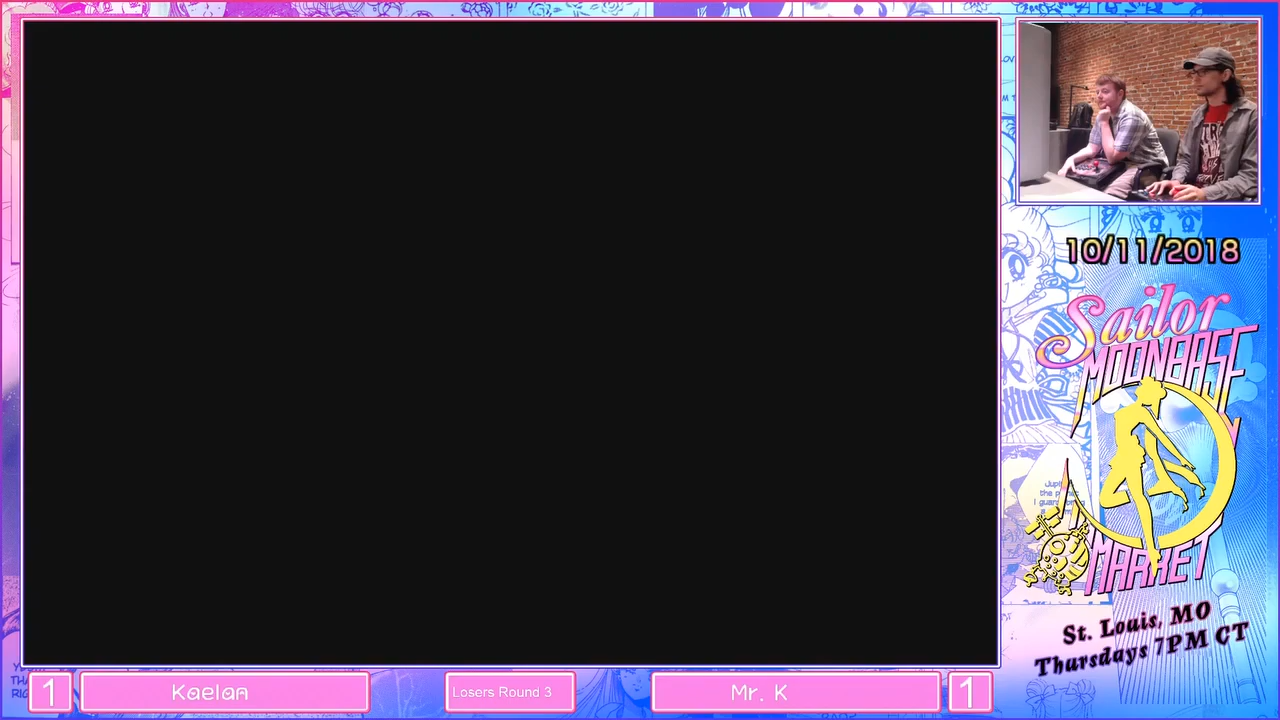 10/11/2018
Sailor
MOONBASE
MARKET
St. Louis, MO
Thursdays 7PM CT
1
Kaelan
Losers Round 3
Mr. K
1